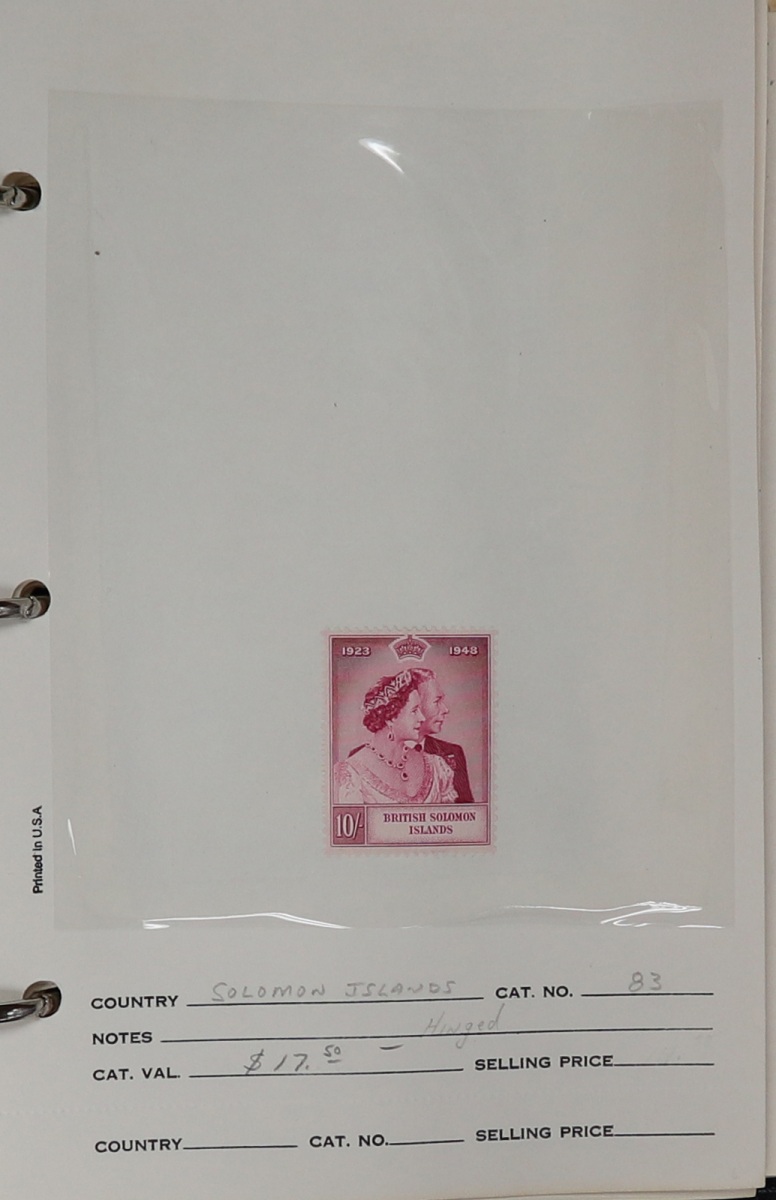 1923 1948
10/-
BRITISH SOLOMON
ISLANDS
Printed in U.S.A
COUNTRY SOLOMON ISLANDS CAT. NO. 83
NOTES Hinged
CAT. VAL. $17.50 — SELLING PRICE
COUNTRY CAT. NO. SELLING PRICE